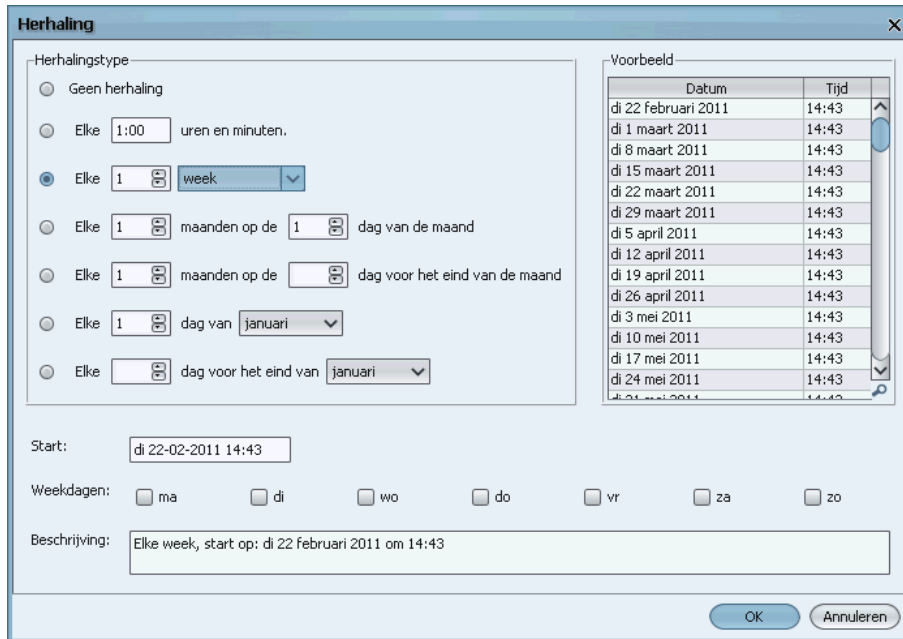 Herhaling
Herhalingstype
Geen herhaling
Elke 1:00 uren en minuten.
Elke 1 week
Elke 1 maanden op de 1 dag van de maand
Elke 1 maanden op de dag voor het eind van de maand
Elke 1 dag van januari
Elke dag voor het eind van januari
Voorbeeld
Datum Tijd
di 22 februari 2011 14:43
di 1 maart 2011 14:43
di 8 maart 2011 14:43
di 15 maart 2011 14:43
di 22 maart 2011 14:43
di 29 maart 2011 14:43
di 5 april 2011 14:43
di 12 april 2011 14:43
di 19 april 2011 14:43
di 26 april 2011 14:43
di 3 mei 2011 14:43
di 10 mei 2011 14:43
di 17 mei 2011 14:43
di 24 mei 2011 14:43
di 31 mei 2011 14:43
Start: di 22-02-2011 14:43
Weekdagen: ma di wo do vr za zo
Beschrijving: Elke week, start op: di 22 februari 2011 om 14:43
OK Annuleren